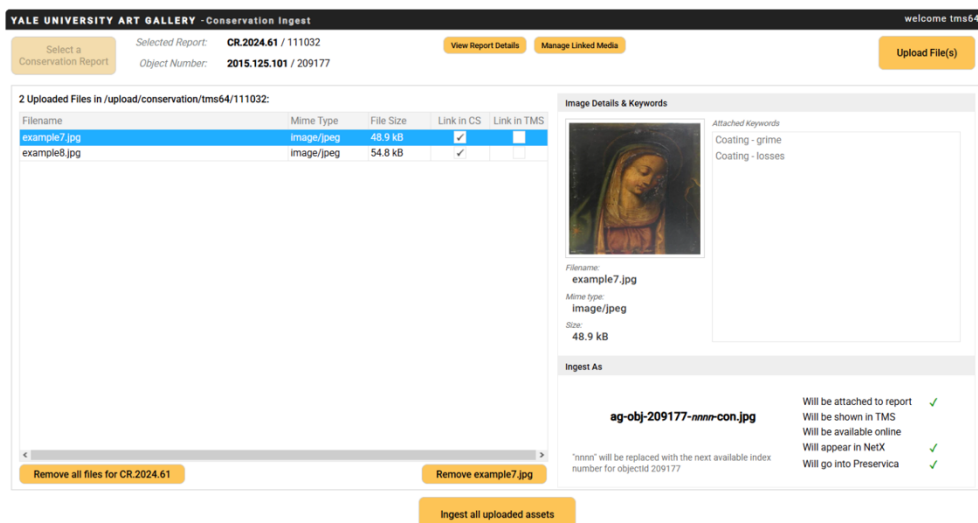 YALE UNIVERSITY ART GALLERY - Conservation Ingest
welcome tms64
Select a
Conservation Report
Selected Report: CR.2024.61 / 111032
Object Number: 2015.125.101 / 209177
View Report Details
Manage Linked Media
Upload File(s)
2 Uploaded Files in /upload/conservation/tms64/111032:
Filename Mime Type File Size Link in CS Link in TMS
example7.jpg image/jpeg 48.9 kB
example8.jpg image/jpeg 54.8 kB
Remove all files for CR.2024.61
Remove example7.jpg
Image Details & Keywords
Attached Keywords
Coating - grime
Coating - losses
Filename:
example7.jpg
Mime type:
image/jpeg
Size:
48.9 kB
Ingest As
ag-obj-209177-nnnn-con.jpg
"nnnn" will be replaced with the next available index
number for objectId 209177
Will be attached to report
Will be shown in TMS
Will be available online
Will appear in NetX
Will go into Preservica
Ingest all uploaded assets